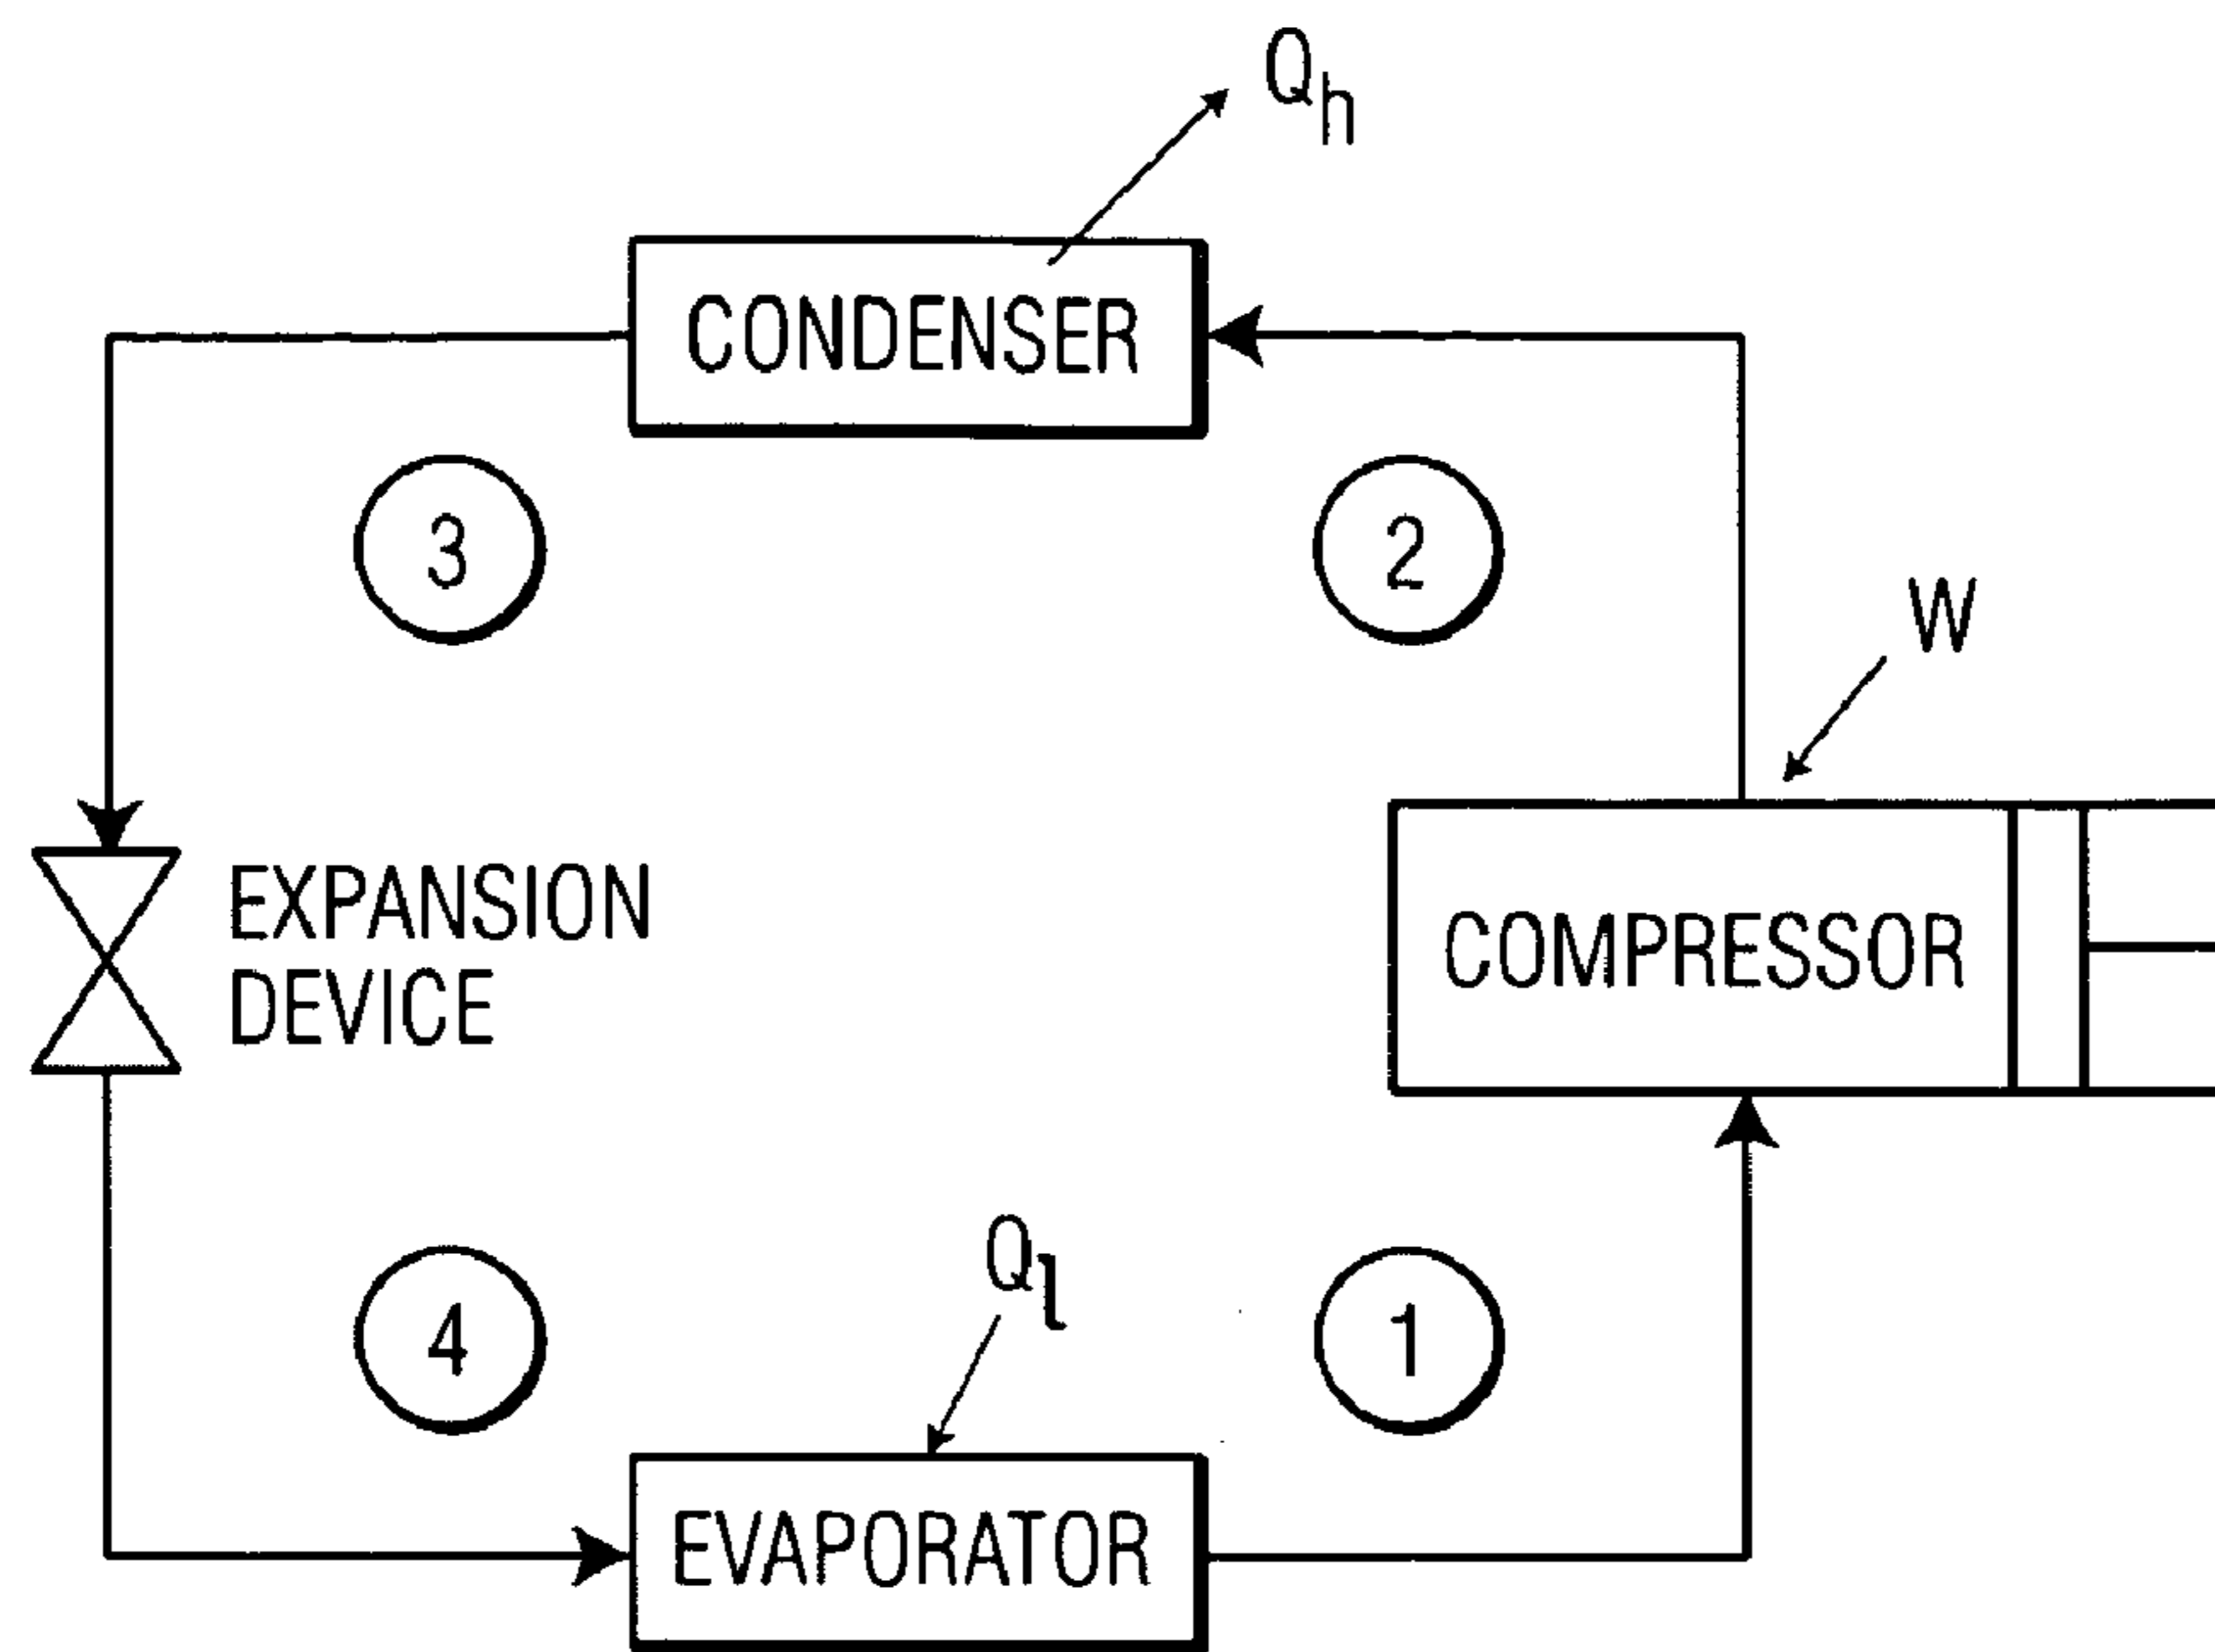 Qh
CONDENSER
3
2
W
EXPANSION
DEVICE
COMPRESSOR
Ql
4
1
EVAPORATOR